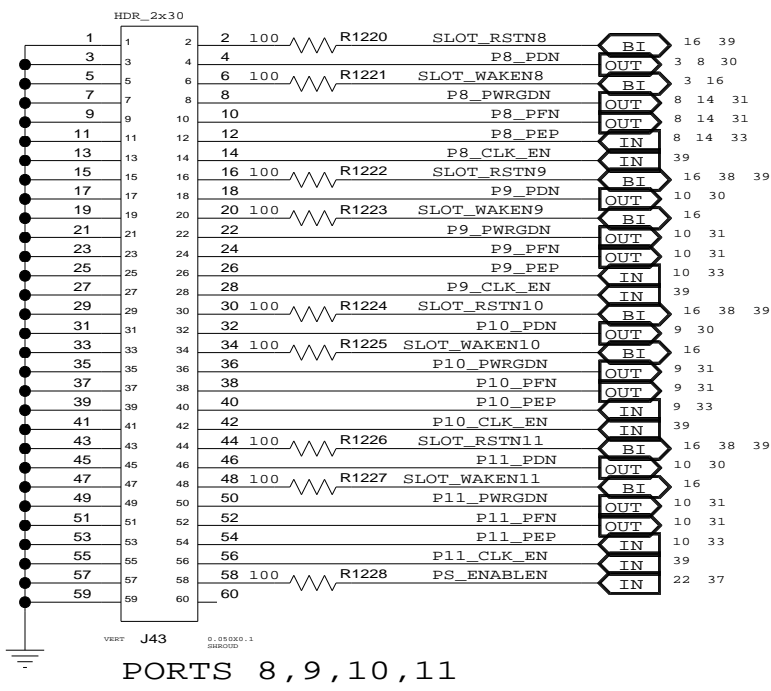 HDR_2x30
1 1 2 2 100 R1220 SLOT_RSTN8 BI 16 39
3 3 4 4 P8_PDN OUT 3 8 30
5 5 6 6 100 R1221 SLOT_WAKEN8 BI 3 16
7 7 8 8 P8_PWRGDN OUT 8 14 31
9 9 10 10 P8_PFN OUT 8 14 31
11 11 12 12 P8_PEP IN 8 14 33
13 13 14 14 P8_CLK_EN IN 39
15 15 16 16 100 R1222 SLOT_RSTN9 BI 16 38 39
17 17 18 18 P9_PDN OUT 10 30
19 19 20 20 100 R1223 SLOT_WAKEN9 BI 16
21 21 22 22 P9_PWRGDN OUT 10 31
23 23 24 24 P9_PFN OUT 10 31
25 25 26 26 P9_PEP IN 10 33
27 27 28 28 P9_CLK_EN IN 39
29 29 30 30 100 R1224 SLOT_RSTN10 BI 16 38 39
31 31 32 32 P10_PDN OUT 9 30
33 33 34 34 100 R1225 SLOT_WAKEN10 BI 16
35 35 36 36 P10_PWRGDN OUT 9 31
37 37 38 38 P10_PFN OUT 9 31
39 39 40 40 P10_PEP IN 9 33
41 41 42 42 P10_CLK_EN IN 39
43 43 44 44 100 R1226 SLOT_RSTN11 BI 16 38 39
45 45 46 46 P11_PDN OUT 10 30
47 47 48 48 100 R1227 SLOT_WAKEN11 BI 16
49 49 50 50 P11_PWRGDN OUT 10 31
51 51 52 52 P11_PFN OUT 10 31
53 53 54 54 P11_PEP IN 10 33
55 55 56 56 P11_CLK_EN IN 39
57 57 58 58 100 R1228 PS_ENABLEN IN 22 37
59 59 60 60
VERT J43 0.050X0.1
SHROUD
PORTS 8,9,10,11